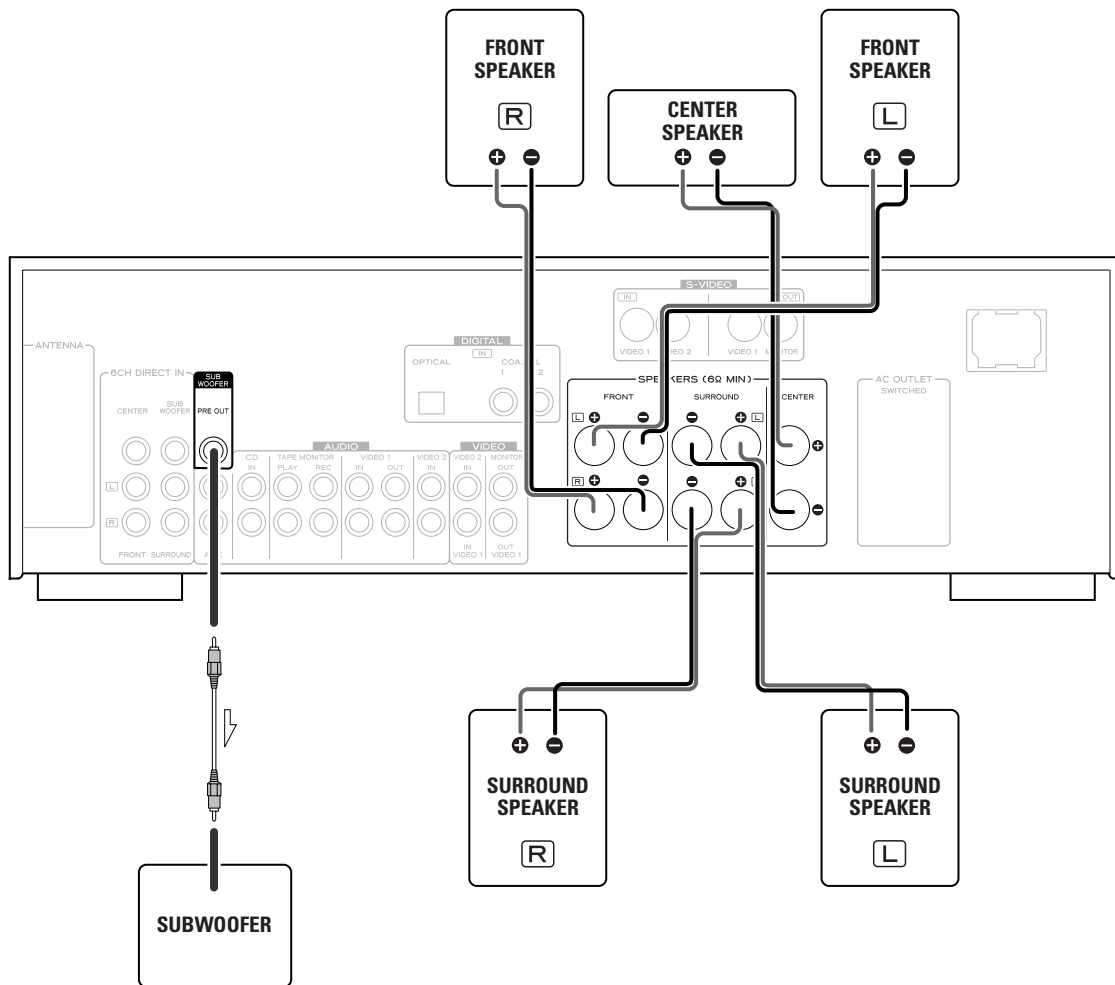 FRONT
SPEAKER
R
CENTER
SPEAKER
FRONT
SPEAKER
L
S-VIDEO
IN
OUT
VIDEO 1
VIDEO 2
VIDEO 1
MONITOR
ANTENNA
DIGITAL
IN
OPTICAL
COAXIAL
1
2
6CH DIRECT IN
SUB
WOOFER
PRE OUT
CENTER
SUB
WOOFER
L
R
FRONT
SURROUND
AUDIO
CD
IN
TAPE MONITOR
PLAY
REC
VIDEO 1
IN
OUT
VIDEO 2
IN
VIDEO
VIDEO 2
IN
MONITOR
OUT
IN
VIDEO 1
OUT
VIDEO 1
SPEAKERS (6Ω MIN)
FRONT
SURROUND
CENTER
L
L
R
AC OUTLET
SWITCHED
SURROUND
SPEAKER
R
SURROUND
SPEAKER
L
SUBWOOFER